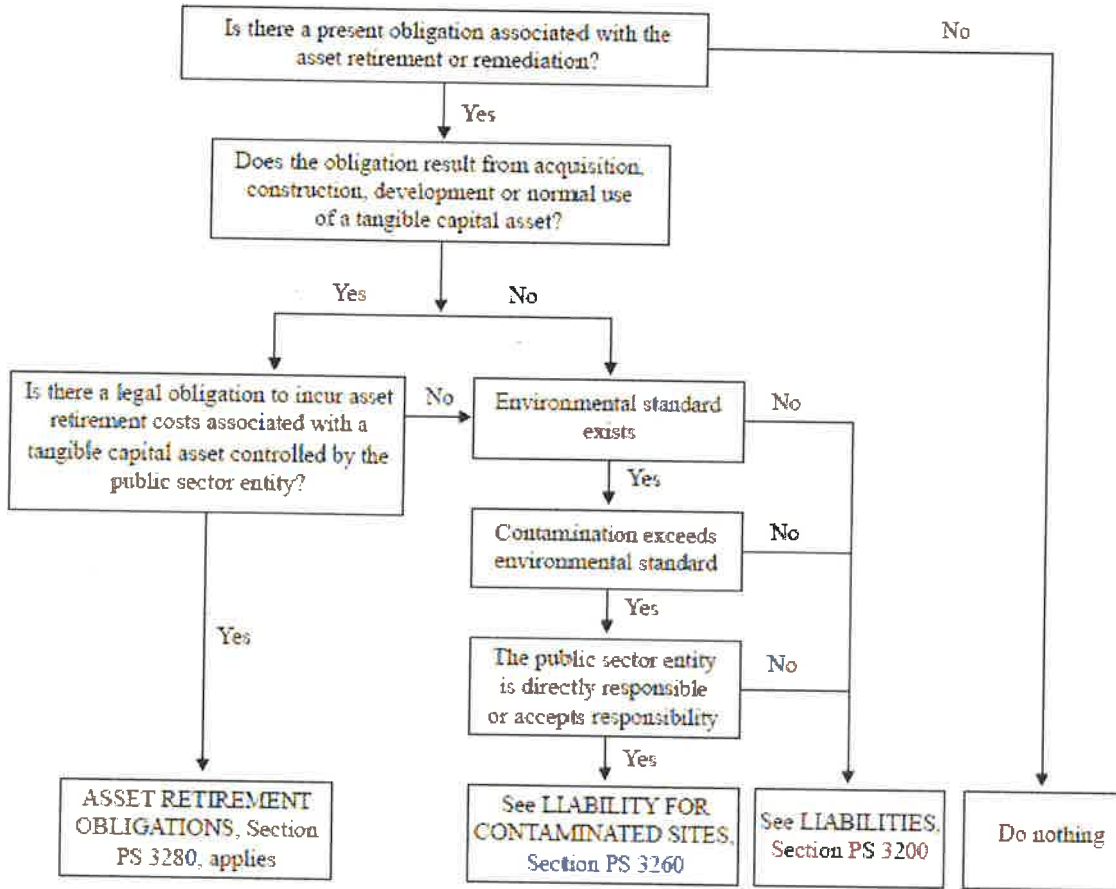 Is there a present obligation associated with the
asset retirement or remediation?
No
Yes
Does the obligation result from acquisition,
construction, development or normal use
of a tangible capital asset?
Yes
No
Is there a legal obligation to incur asset
retirement costs associated with a
tangible capital asset controlled by the
public sector entity?
No
Environmental standard
exists
No
Yes
Contamination exceeds
environmental standard
No
Yes
Yes
The public sector entity
is directly responsible
or accepts responsibility
No
Yes
ASSET RETIREMENT
OBLIGATIONS, Section
PS 3280, applies
See LIABILITY FOR
CONTAMINATED SITES,
Section PS 3260
See LIABILITIES,
Section PS 3200
Do nothing